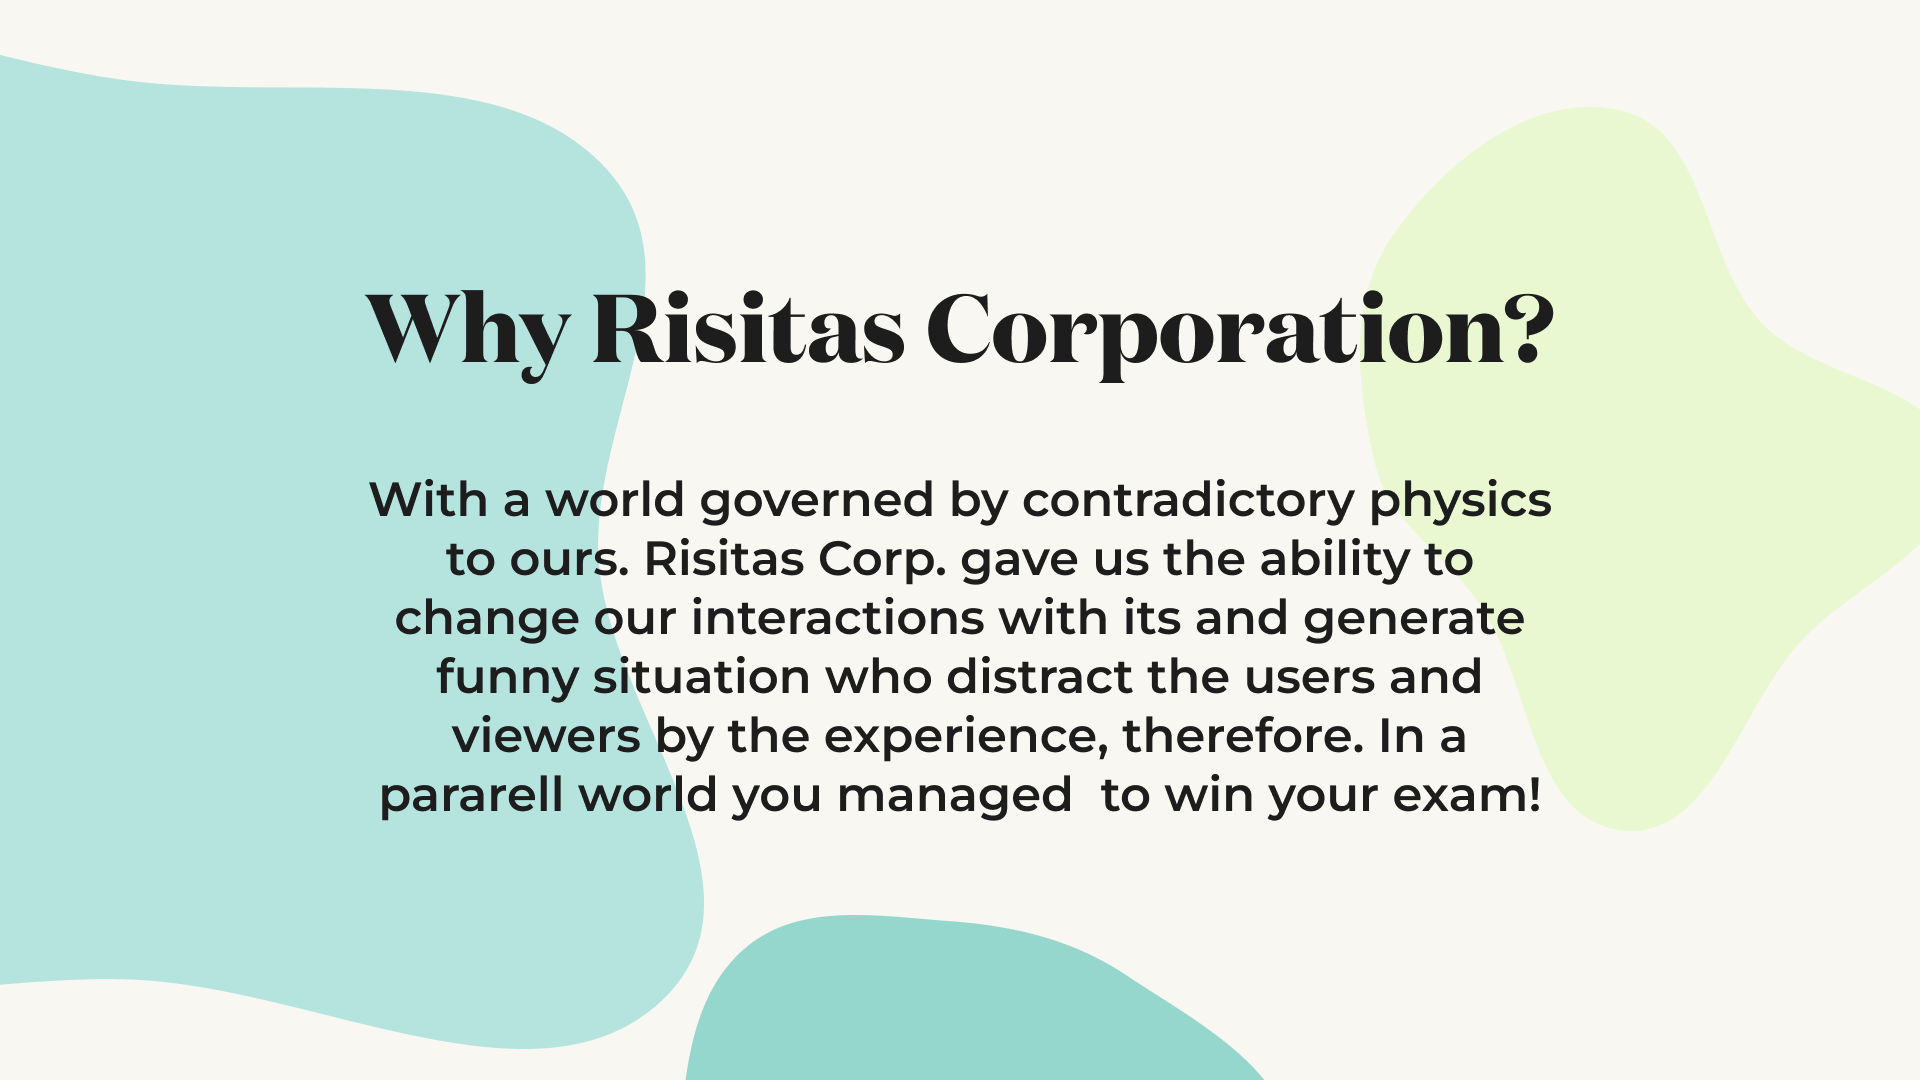 Why Risitas Corporation?
With a world governed by contradictory physics
to ours. Risitas Corp. gave us the ability to
change our interactions with its and generate
funny situation who distract the users and
viewers by the experience, therefore. In a
pararell world you managed  to win your exam!